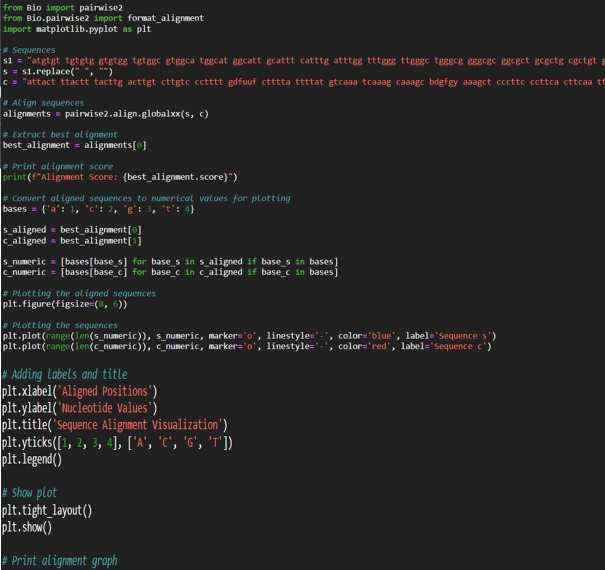 from Bio import pairwise2
from Bio.pairwise2 import format_alignment
import matplotlib.pyplot as plt
# Sequences
s1 = "atgtgt tgtgtg gtgtgg tgtggc gtggca tggcat ggcatt gcattt catttg atttgg tttggg ttgggc tgggcg gggcgc ggcgct gcgctg cgctgt g
s = s1.replace(" ", "")
c = "attact ttactt tacttg acttgt cttgtc cctttt gdfuuf ctttta ttttat gtcaaa tcaaag caaagc bdgfgy aaagct cccttc ccttca cttcaa tt
# Align sequences
alignments = pairwise2.align.globalxx(s, c)
# Extract best alignment
best_alignment = alignments[0]
# Print alignment score
print(f"Alignment Score: {best_alignment.score}")
# Convert aligned sequences to numerical values for plotting
bases = {'a': 1, 'c': 2, 'g': 3, 't': 4}
s_aligned = best_alignment[0]
c_aligned = best_alignment[1]
s_numeric = [bases[base_s] for base_s in s_aligned if base_s in bases]
c_numeric = [bases[base_c] for base_c in c_aligned if base_c in bases]
# Plotting the aligned sequences
plt.figure(figsize=(8, 6))
# Plotting the sequences
plt.plot(range(len(s_numeric)), s_numeric, marker='o', linestyle='-', color='blue', label='Sequence s')
plt.plot(range(len(c_numeric)), c_numeric, marker='o', linestyle='-', color='red', label='Sequence c')
# Adding labels and title
plt.xlabel('Aligned Positions')
plt.ylabel('Nucleotide Values')
plt.title('Sequence Alignment Visualization')
plt.yticks([1, 2, 3, 4], ['A', 'C', 'G', 'T'])
plt.legend()
# Show plot
plt.tight_layout()
plt.show()
# Print alignment graph